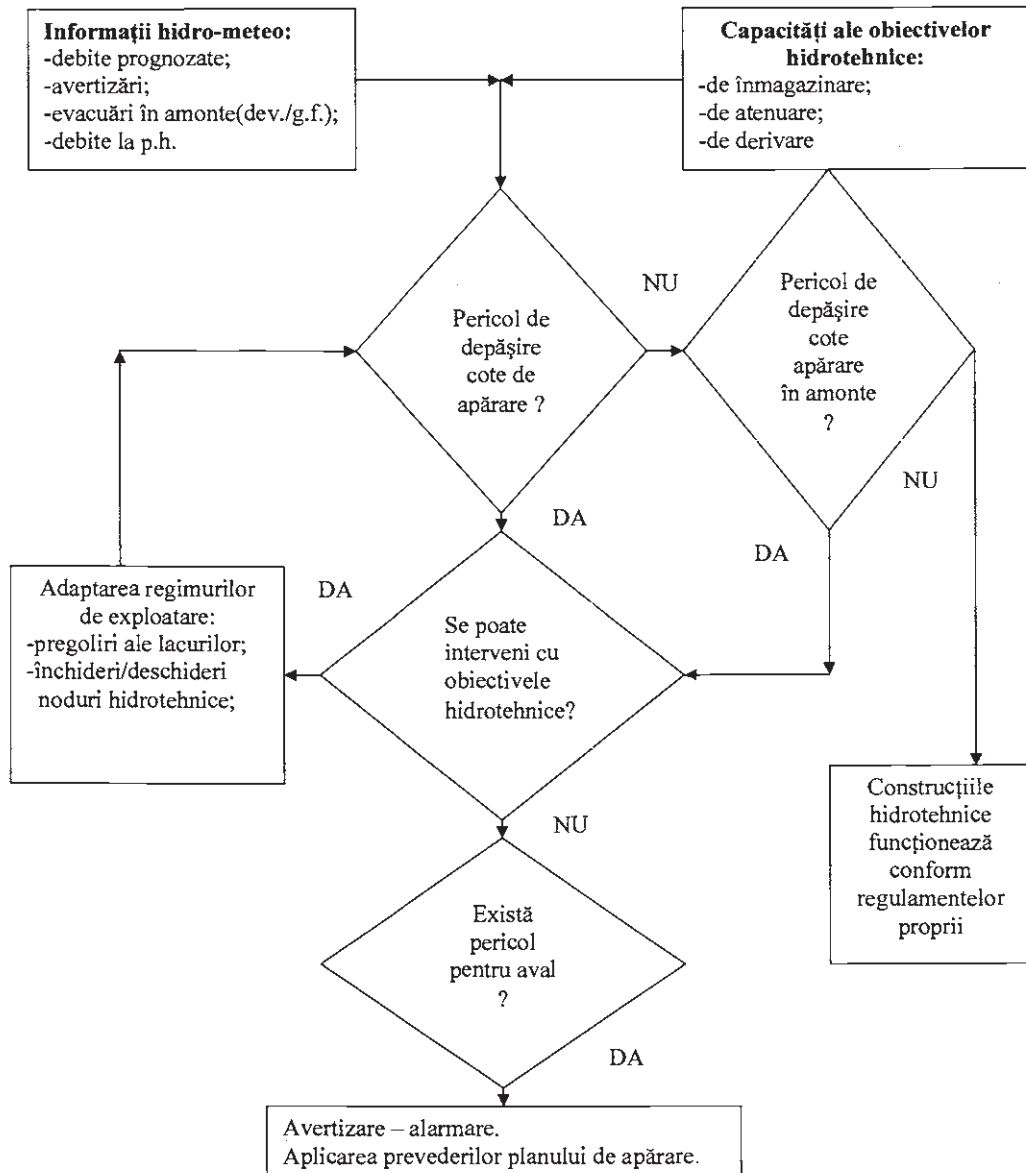 Informații hidro-meteo:
-debite prognozate;
-avertizări;
-evacuări în amonte(dev./g.f.);
-debite la p.h.
Capacități ale obiectivelor
hidrotehnice:
-de înmagazinare;
-de atenuare;
-de derivare
Pericol de
depășire
cote de
apărare ?
NU
Pericol de
depășire
cote
apărare
în amonte
?
NU
DA
DA
Adaptarea regimurilor
de exploatare:
-pregoliri ale lacurilor;
-închideri/deschideri
noduri hidrotehnice;
DA
Se poate
interveni cu
obiectivele
hidrotehnice?
NU
Construcțiile
hidrotehnice
funcționează
conform
regulamentelor
proprii
Există
pericol
pentru aval
?
DA
Avertizare – alarmare.
Aplicarea prevederilor planului de apărare.